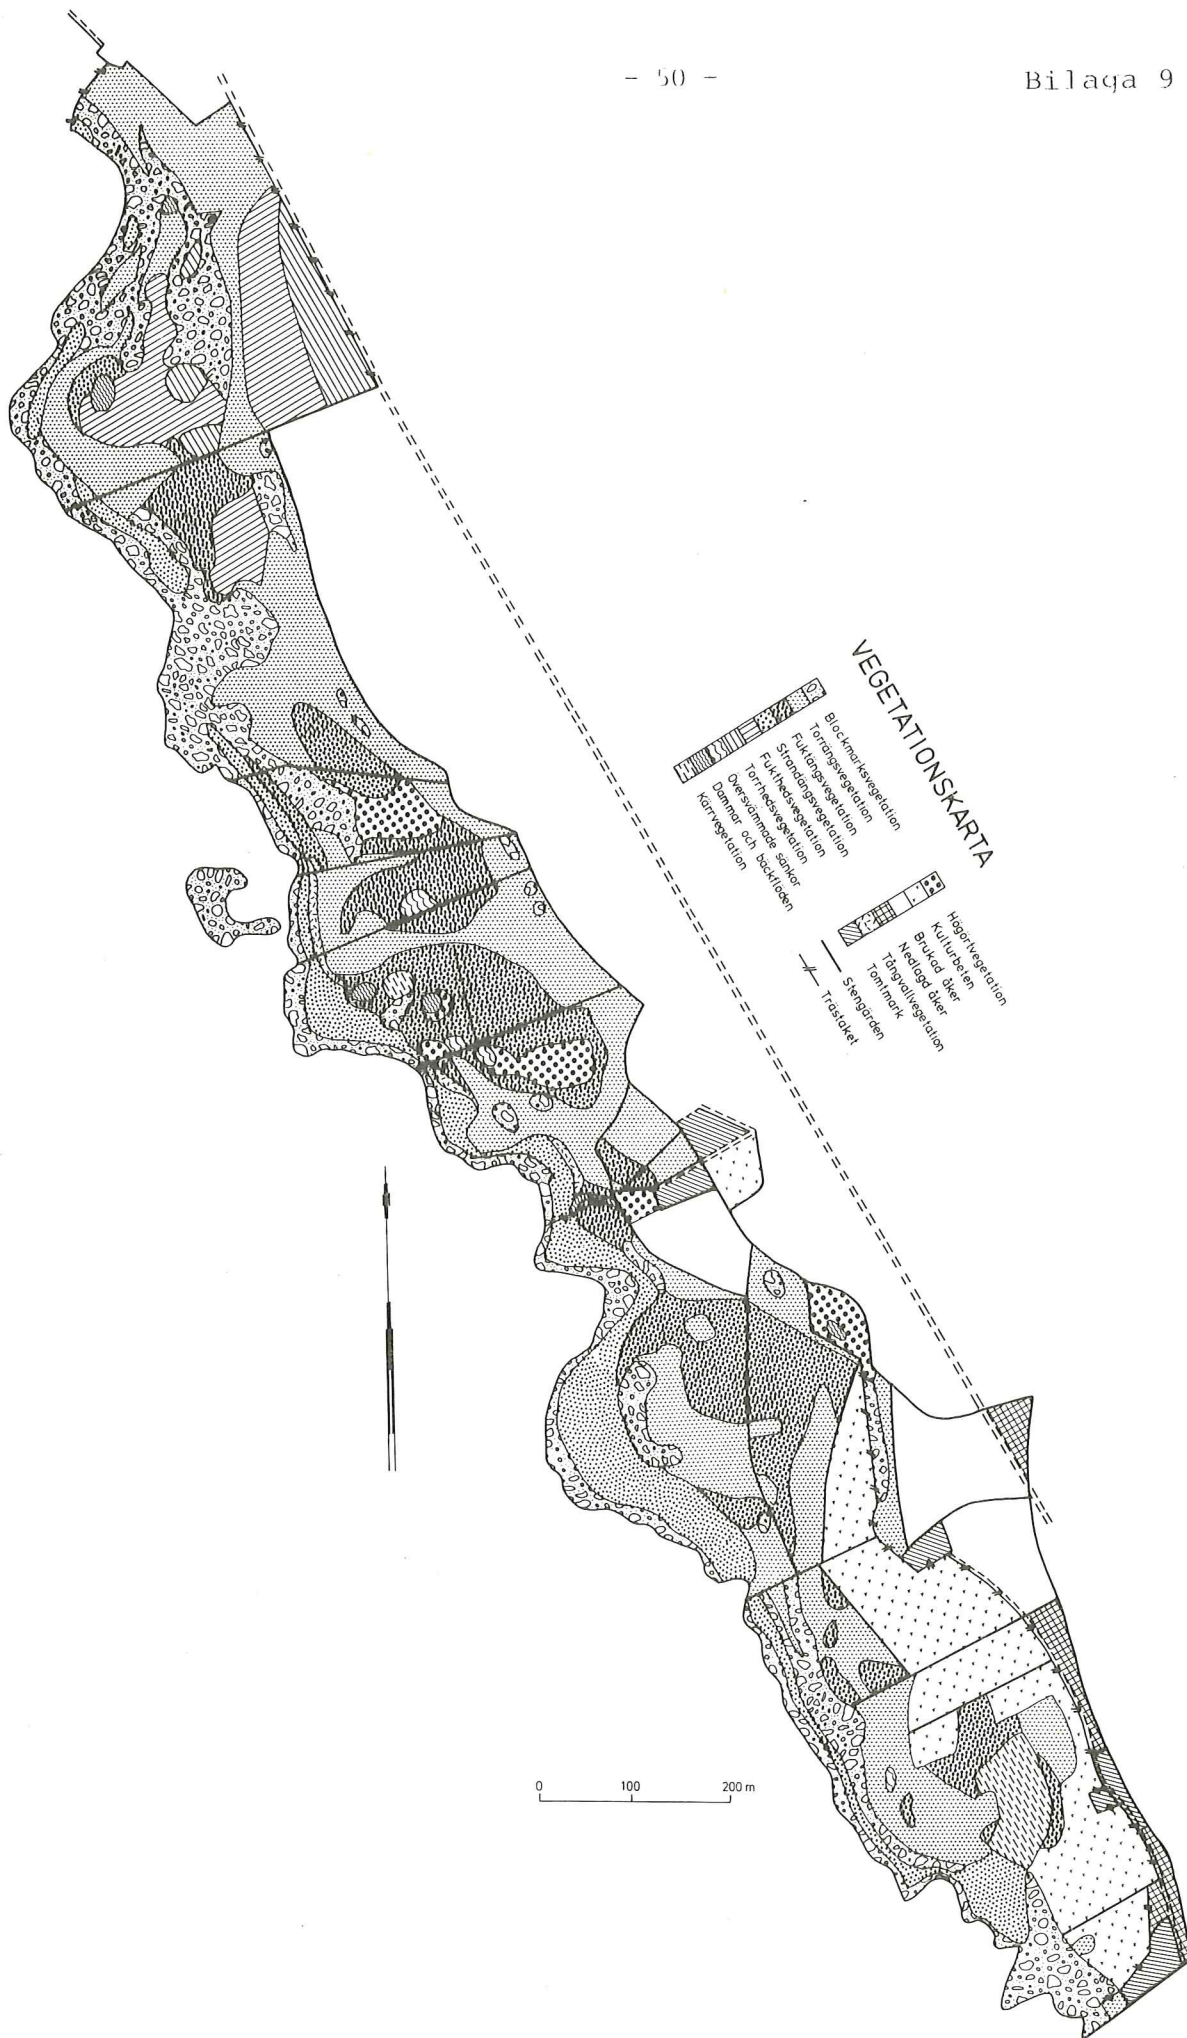 - 50 -
Bilaga 9
VEGETATIONSKARTA
Blockmarksvegetation
Torrängsvegetation
Fuktängsvegetation
Strandängsvegetation
Fukthedsvegetation
Torrhedsvegetation
Översvämmade sänkor
Dammar och bäckflöden
Kärrvegetation
Högörtvegetation
Kulturbeten
Brukad åker
Nedlagd åker
Tångvallvegetation
Tomtmark
Stengärden
Trästaket
0 100 200 m